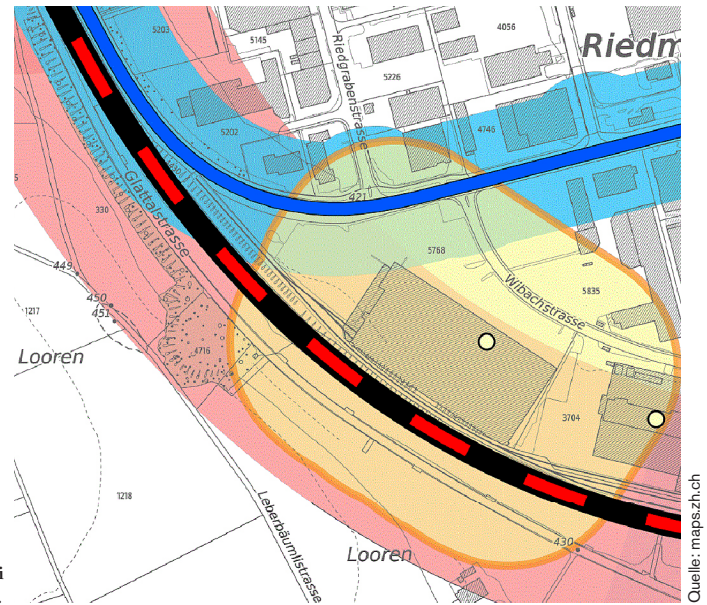 5203
5145
4056
Riedm
Riedgrabenstrasse
5226
5202
4746
Glattalstrasse
421
330
5768
449
5835
450
Wibachstrasse
1217
451
Looren
4716
3704
1218
Leberbäumlistrasse
430
Looren
i
Quelle: maps.zh.ch